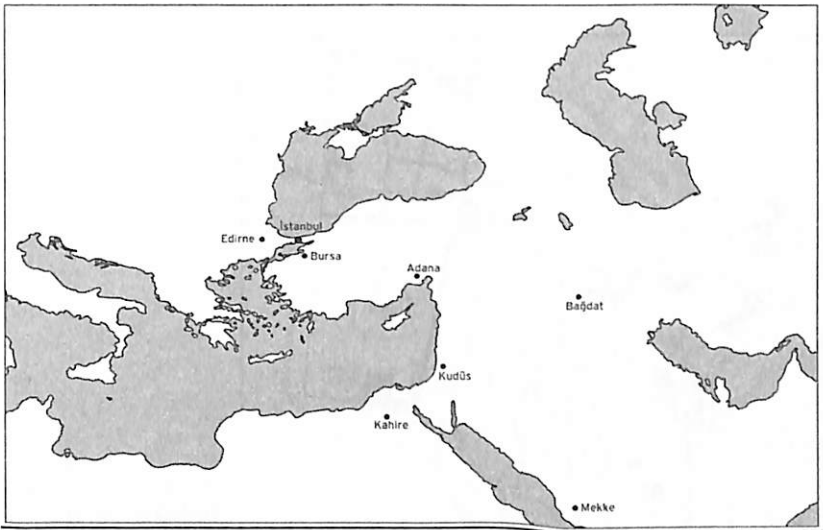 İstanbul
Edirne
Bursa
Adana
Bağdat
Kudüs
Kahire
Mekke